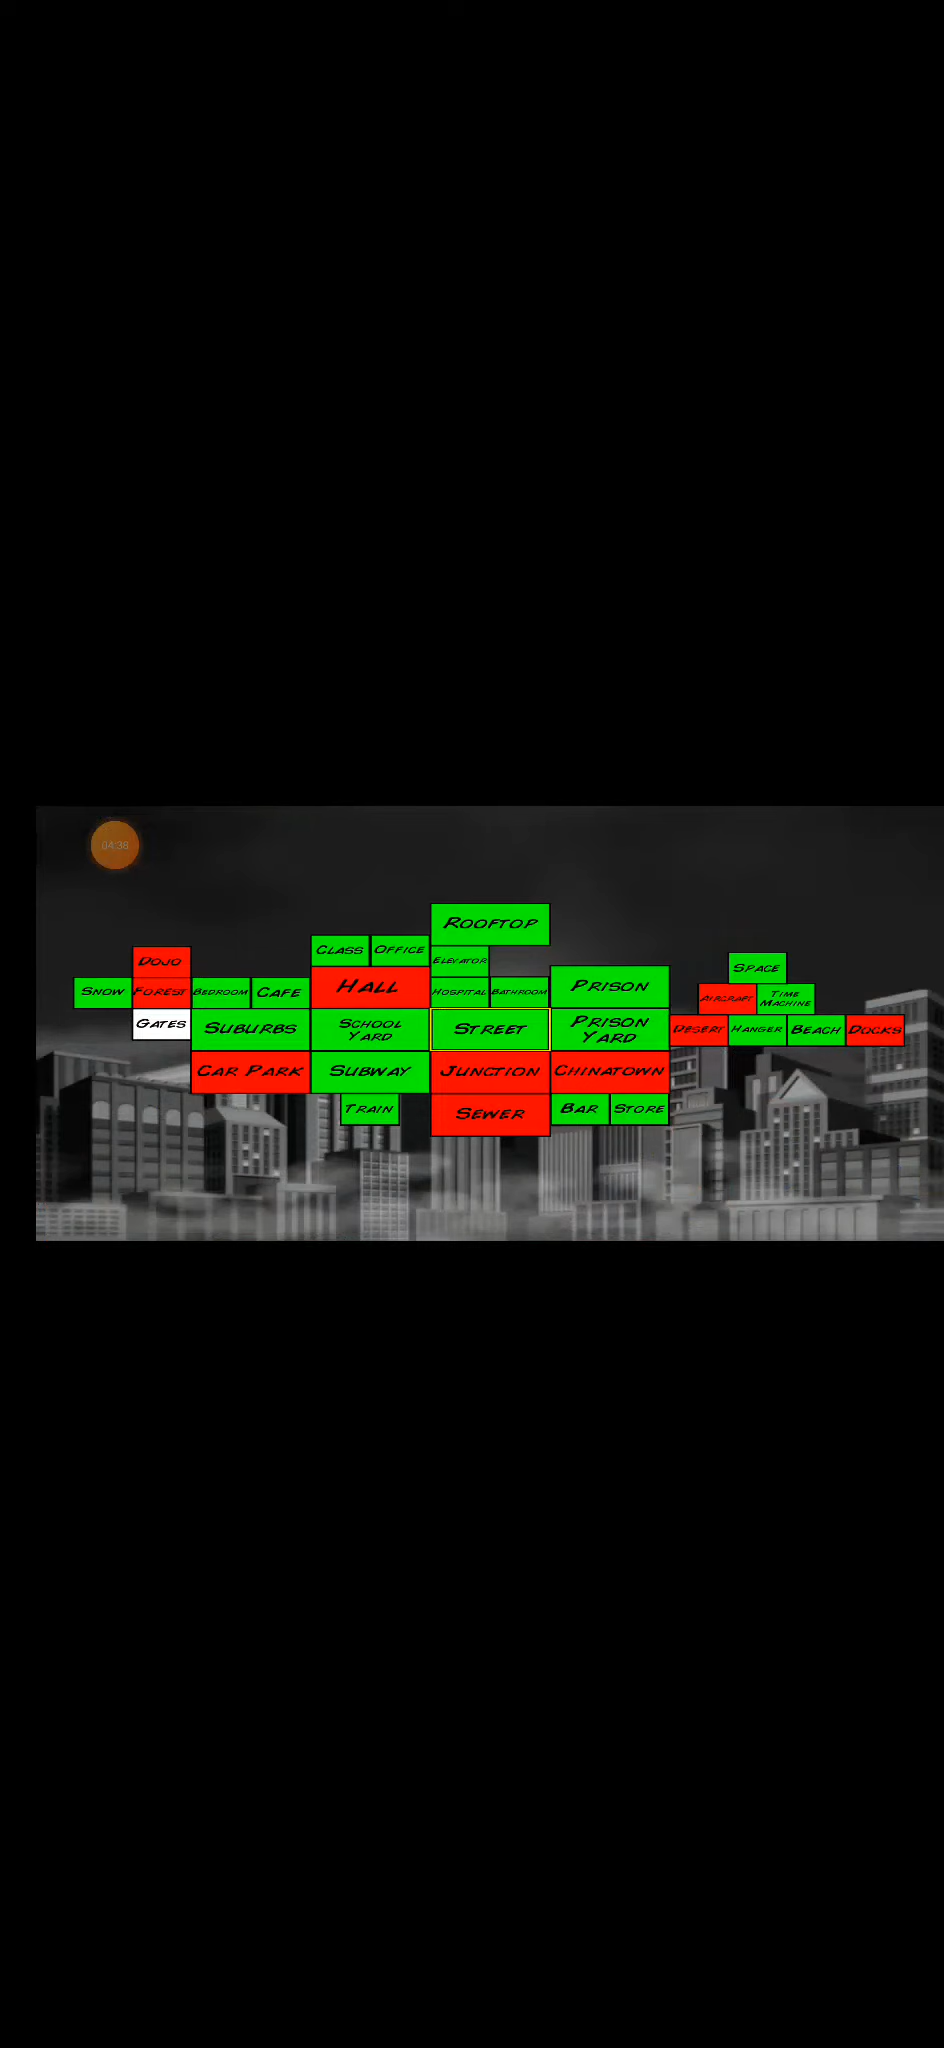 04:38
Rooftop
Class
Office
Elevator
Dojo
Space
Snow
Forest
Bedroom
Cafe
Hall
Hospital
Bathroom
Prison
Aircraft
Time
Machine
Gates
Suburbs
School
Yard
Street
Prison
Yard
Desert
Hanger
Beach
Docks
Car Park
Subway
Junction
Chinatown
Train
Sewer
Bar
Store